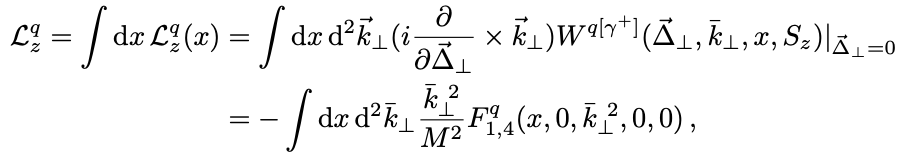 $\mathcal{L}_z^q = \int \mathrm{d}x\, \mathcal{L}_z^q(x) = \int \mathrm{d}x\, \mathrm{d}^2\vec{k}_\perp (i \frac{\partial}{\partial \vec{\Delta}_\perp} \times \vec{k}_\perp) W^{q[\gamma^+]}(\vec{\Delta}_\perp, \bar{k}_\perp, x, S_z)|_{\vec{\Delta}_\perp = 0}$
$= - \int \mathrm{d}x\, \mathrm{d}^2\bar{k}_\perp \frac{\bar{k}_\perp^{\,2}}{M^2} F_{1,4}^q(x, 0, \bar{k}_\perp^{\,2}, 0, 0)\,,$